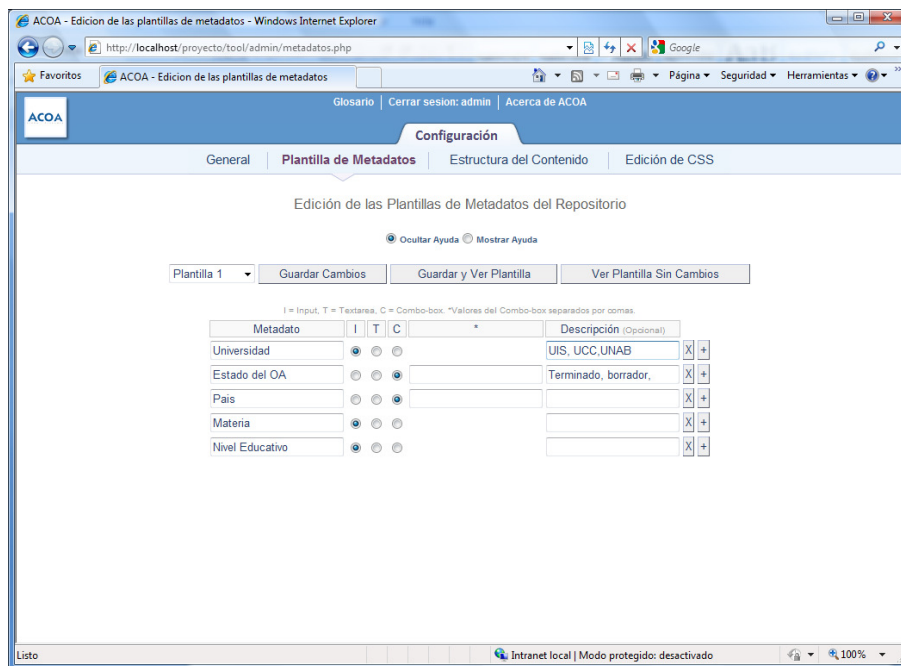 ACOA - Edicion de las plantillas de metadatos - Windows Internet Explorer
http://localhost/proyecto/tool/admin/metadatos.php Google
Favoritos ACOA - Edicion de las plantillas de metadatos Página Seguridad Herramientas »
Glosario | Cerrar sesion: admin | Acerca de ACOA
ACOA
Configuración
General | Plantilla de Metadatos | Estructura del Contenido | Edición de CSS
Edición de las Plantillas de Metadatos del Repositorio
Ocultar Ayuda Mostrar Ayuda
Plantilla 1 Guardar Cambios Guardar y Ver Plantilla Ver Plantilla Sin Cambios
I = Input, T = Textarea, C = Combo-box. *Valores del Combo-box separados por comas.
Metadato I T C * Descripción (Opcional)
Universidad UIS, UCC,UNAB X +
Estado del OA Terminado, borrador, X +
Pais X +
Materia X +
Nivel Educativo X +
Listo Intranet local | Modo protegido: desactivado 100%